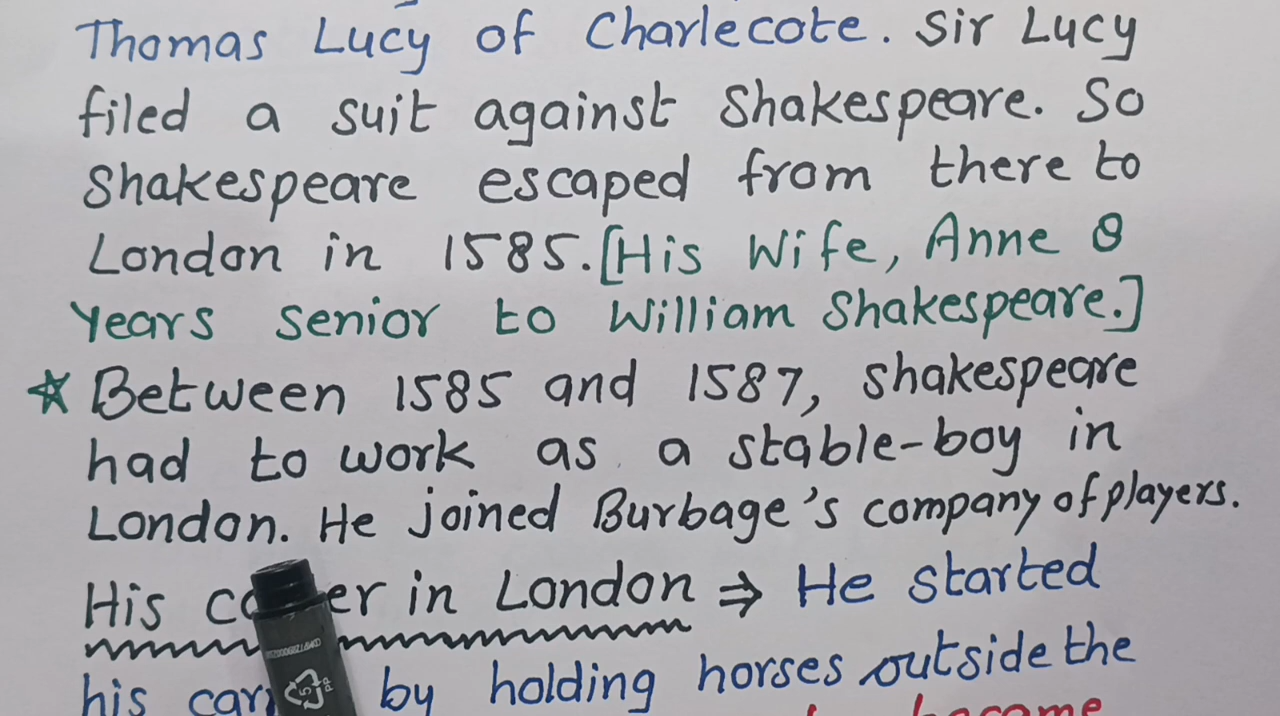 Thomas Lucy of Charlecote. Sir Lucy
filed a suit against Shakespeare. So
Shakespeare escaped from there to
London in 1585. [His Wife, Anne 8
Years senior to William Shakespeare.]
☆ Between 1585 and 1587, Shakespeare
had to work as a stable-boy in
London. He joined Burbage's company of players.
His in London ⇒ He started
his by holding horses outside the
became